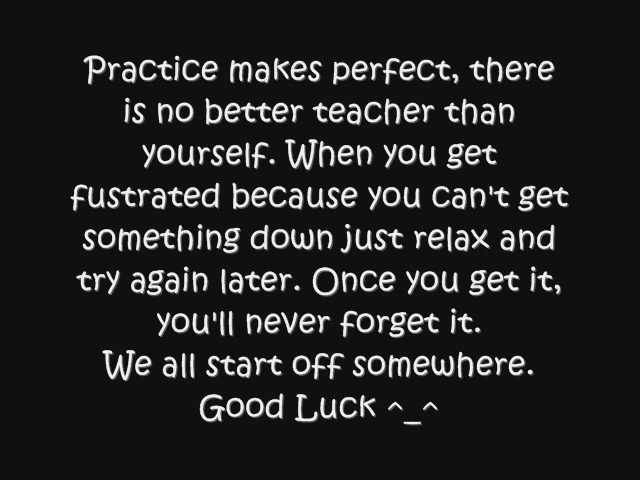 Practice makes perfect, there
is no better teacher than
yourself. When you get
fustrated because you can't get
something down just relax and
try again later. Once you get it,
you'll never forget it.
We all start off somewhere.
Good Luck ^_^